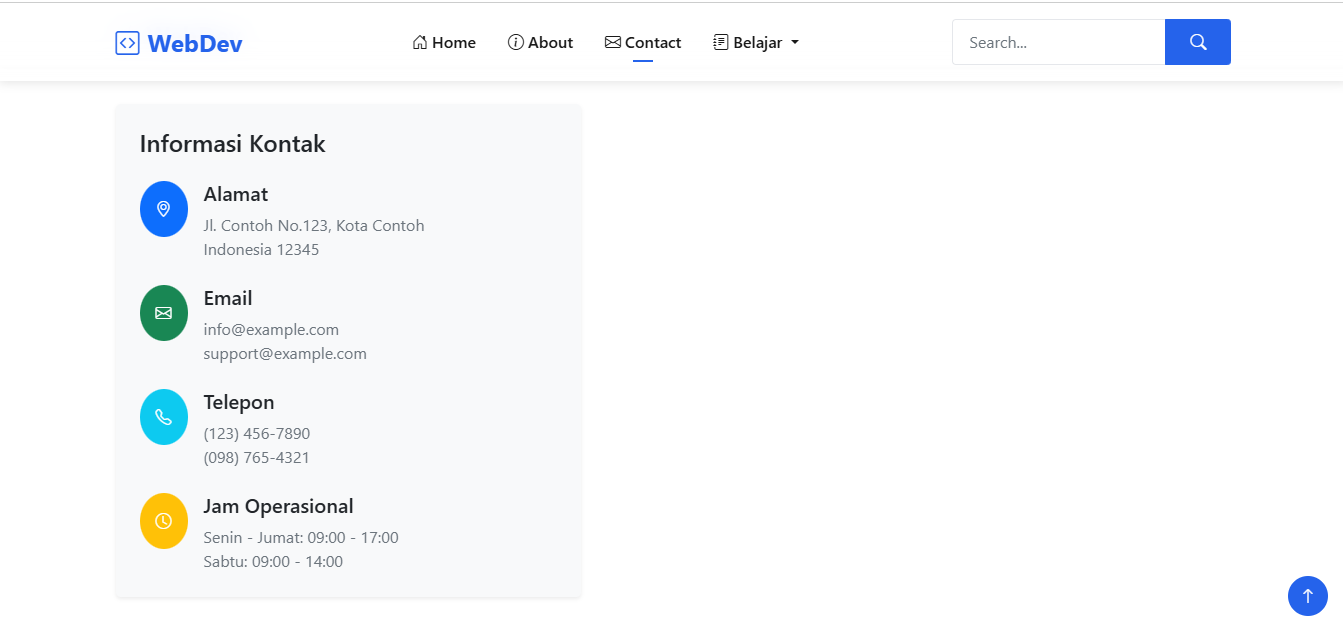 WebDev
Home
About
Contact
Belajar
Search...
Informasi Kontak
Alamat
Jl. Contoh No.123, Kota Contoh
Indonesia 12345
Email
info@example.com
support@example.com
Telepon
(123) 456-7890
(098) 765-4321
Jam Operasional
Senin - Jumat: 09:00 - 17:00
Sabtu: 09:00 - 14:00